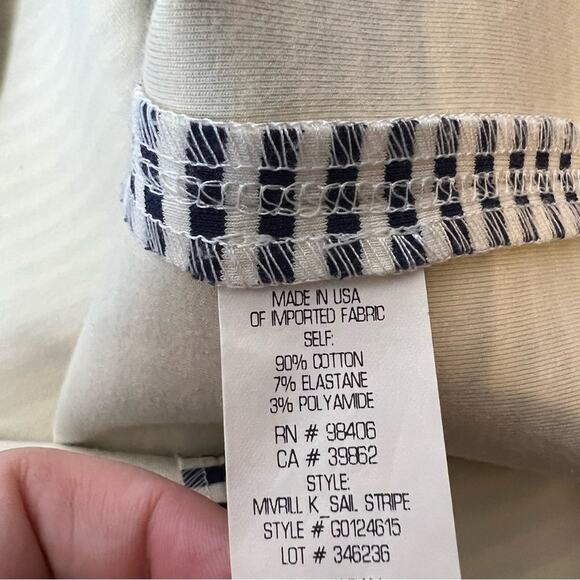 MADE IN USA
OF IMPORTED FABRIC
SELF:
90% COTTON
7% ELASTANE
3% POLYAMIDE
RN # 98406
CA # 39862
STYLE:
MIVRILL K_SAIL STRIPE
STYLE # G0124615
LOT # 346236